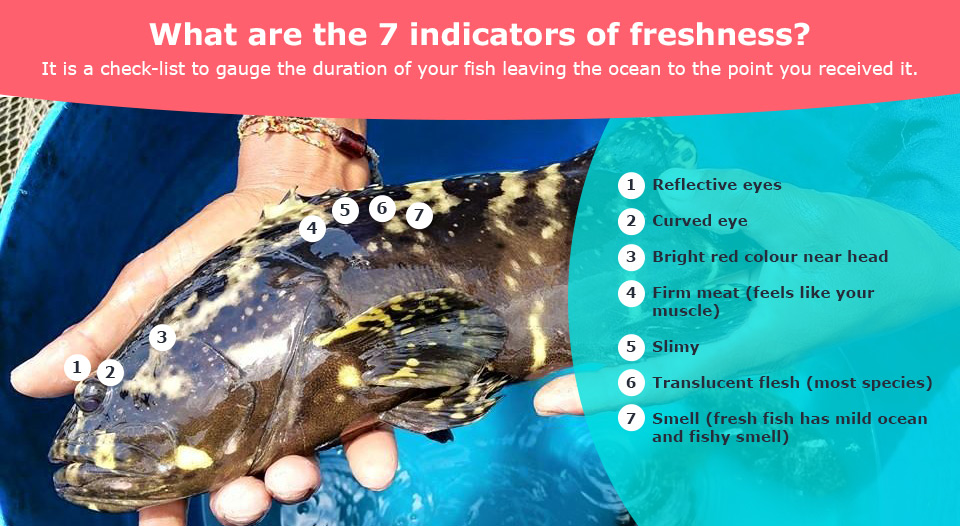 What are the 7 indicators of freshness?
It is a check-list to gauge the duration of your fish leaving the ocean to the point you received it.
1 Reflective eyes
2 Curved eye
3 Bright red colour near head
4 Firm meat (feels like your
muscle)
5 Slimy
6 Translucent flesh (most species)
7 Smell (fresh fish has mild ocean
and fishy smell)
1
2
3
4
5
6
7